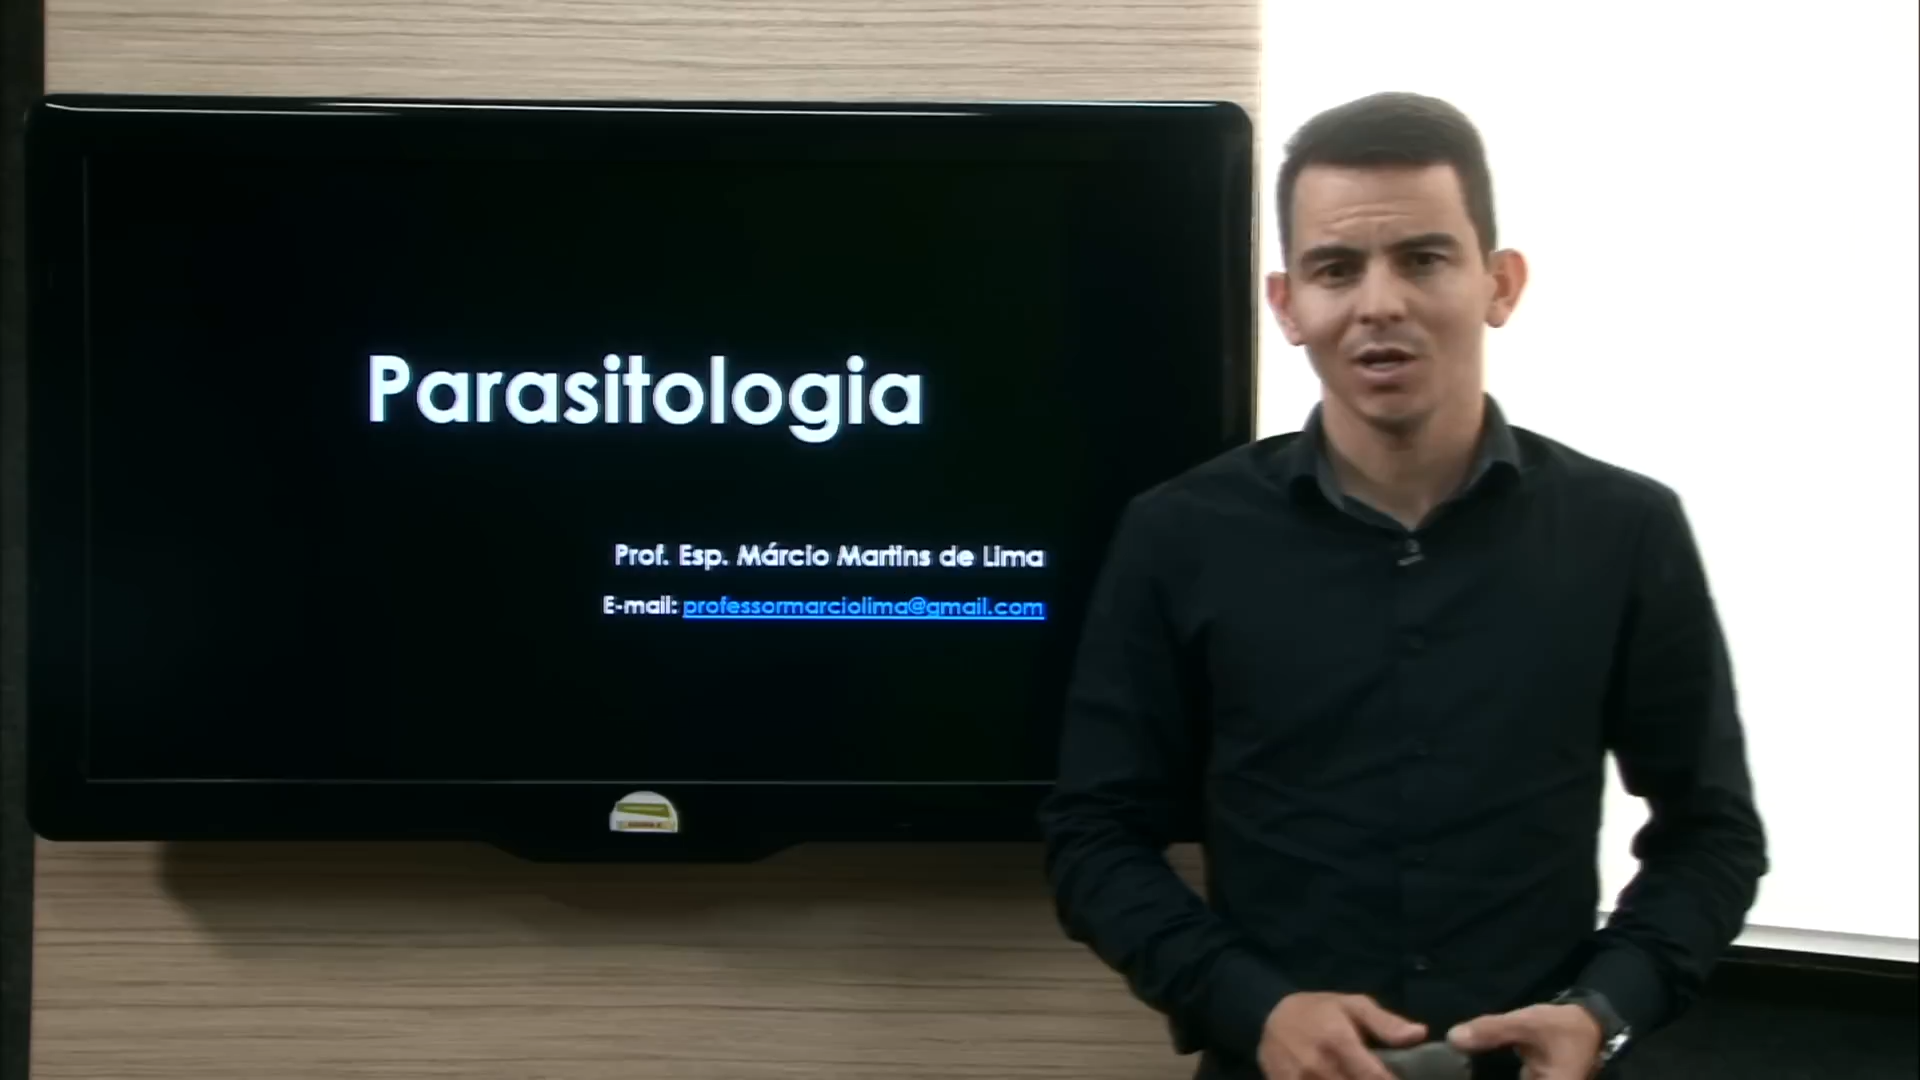 Parasitologia
Prof. Esp. Márcio Martins de Lima
E-mail: professormarciolima@gmail.com